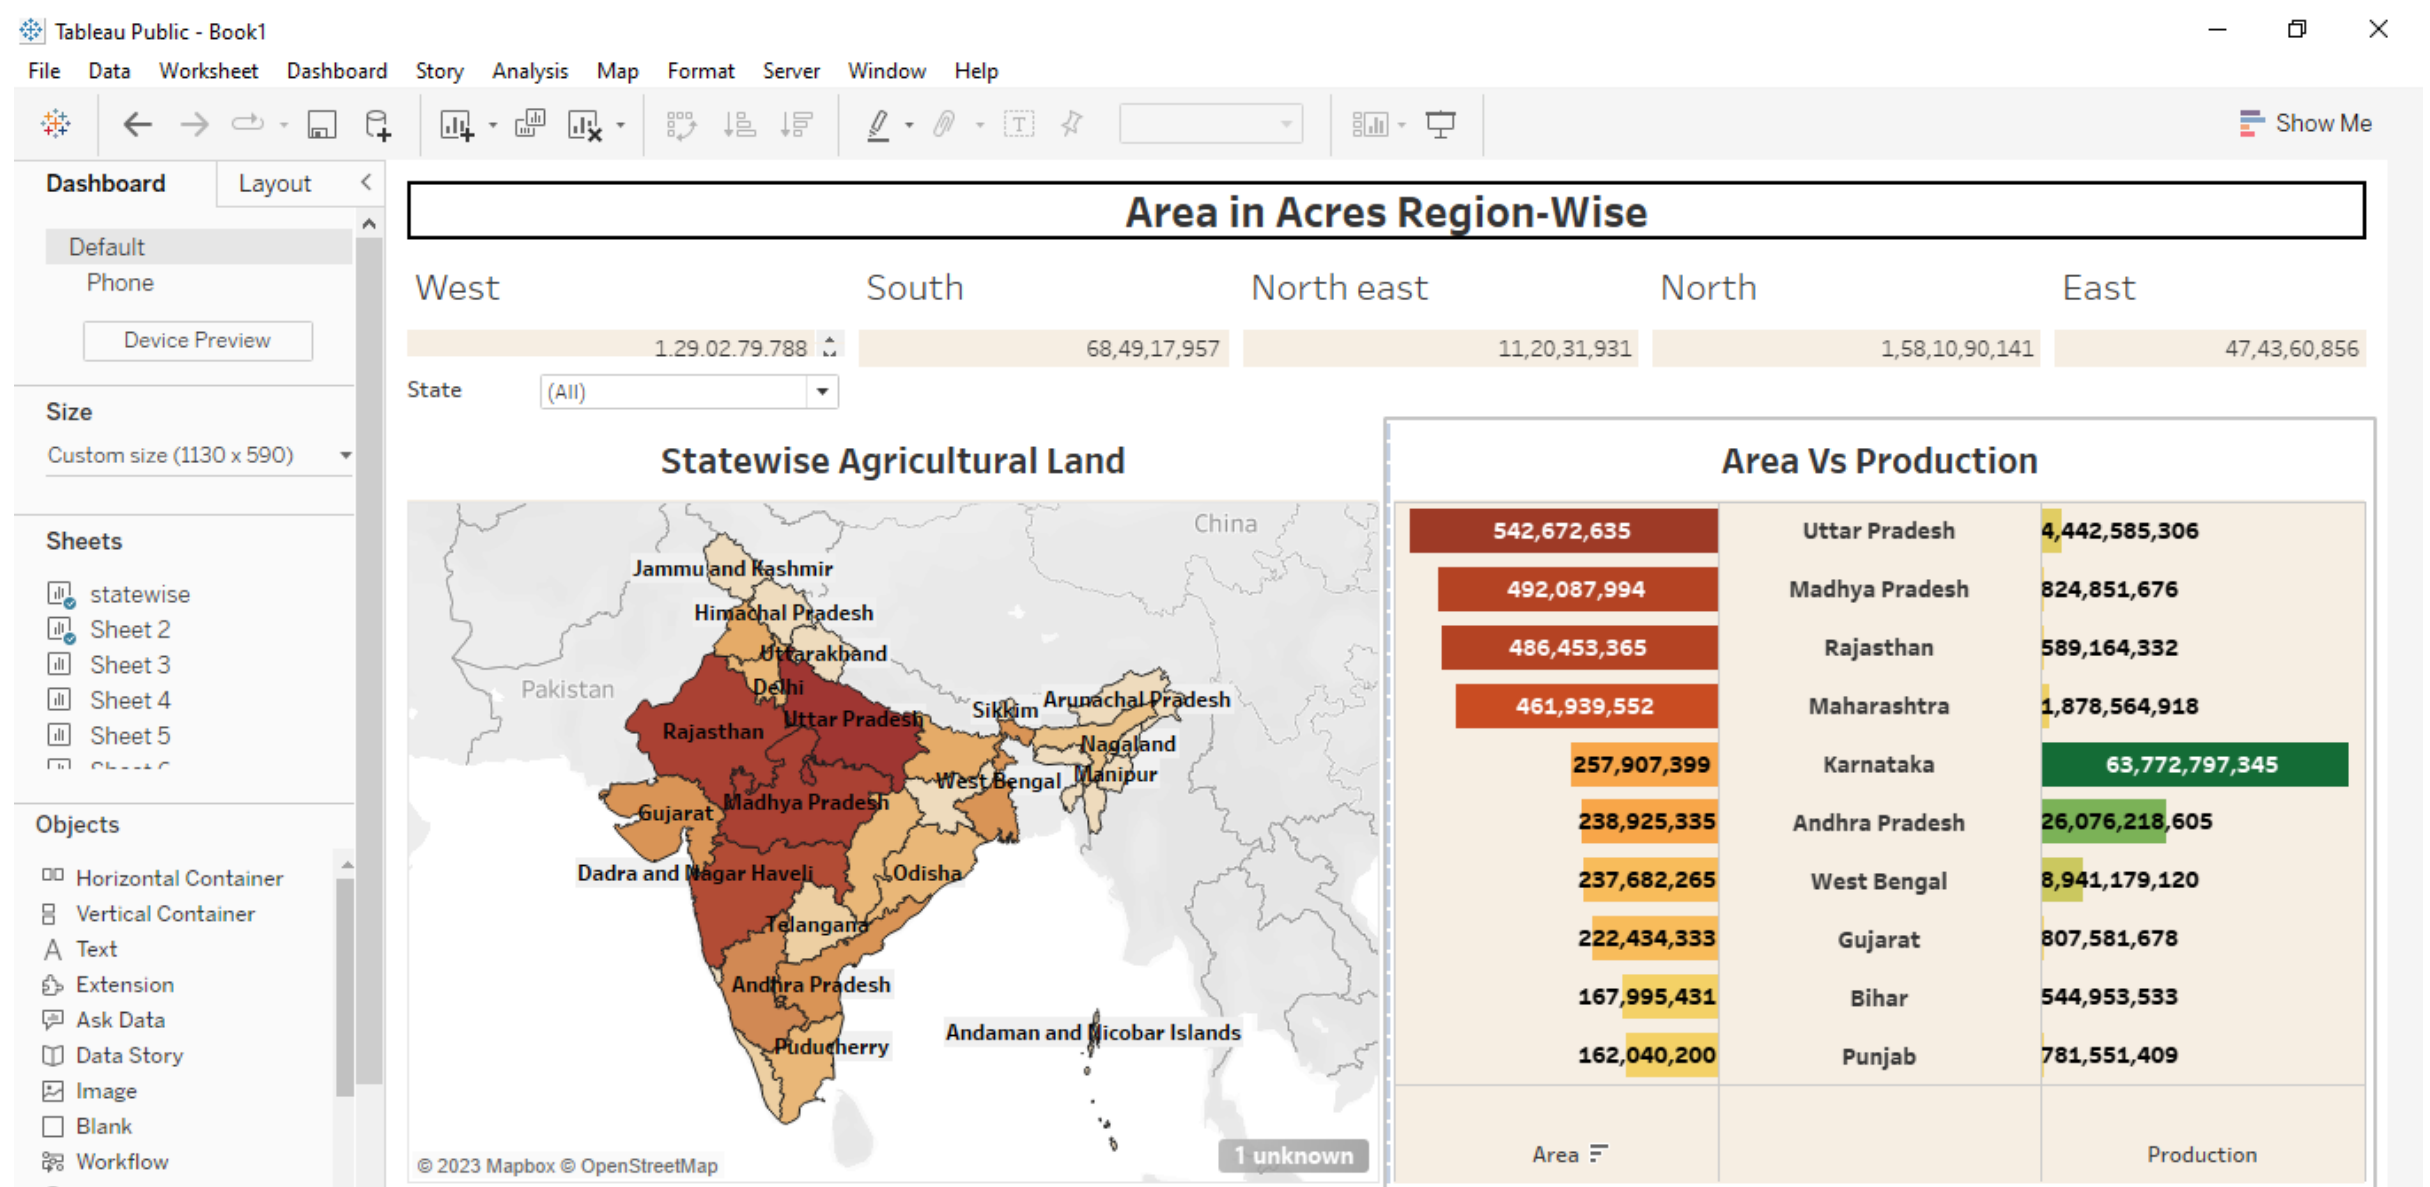 Tableau Public - Book1
File Data Worksheet Dashboard Story Analysis Map Format Server Window Help
Show Me
Dashboard Layout
Default
Phone
Device Preview
Size
Custom size (1130 x 590)
Sheets
statewise
Sheet 2
Sheet 3
Sheet 4
Sheet 5
Objects
Horizontal Container
Vertical Container
Text
Extension
Ask Data
Data Story
Image
Blank
Workflow
Area in Acres Region-Wise
West South North east North East
1.29.02.79.788 68,49,17,957 11,20,31,931 1,58,10,90,141 47,43,60,856
State (All)
Statewise Agricultural Land
China
Jammu and Kashmir
Himachal Pradesh
Uttarakhand
Pakistan
Delhi
Sikkim Arunachal Pradesh
Rajasthan Uttar Pradesh
Nagaland
West Bengal Manipur
Gujarat Madhya Pradesh
Dadra and Nagar Haveli Odisha
Telangana
Andhra Pradesh
Andaman and Nicobar Islands
Puducherry
© 2023 Mapbox © OpenStreetMap
1 unknown
Area Vs Production
542,672,635 Uttar Pradesh 4,442,585,306
492,087,994 Madhya Pradesh 824,851,676
486,453,365 Rajasthan 589,164,332
461,939,552 Maharashtra 1,878,564,918
257,907,399 Karnataka 63,772,797,345
238,925,335 Andhra Pradesh 26,076,218,605
237,682,265 West Bengal 8,941,179,120
222,434,333 Gujarat 807,581,678
167,995,431 Bihar 544,953,533
162,040,200 Punjab 781,551,409
Area Production